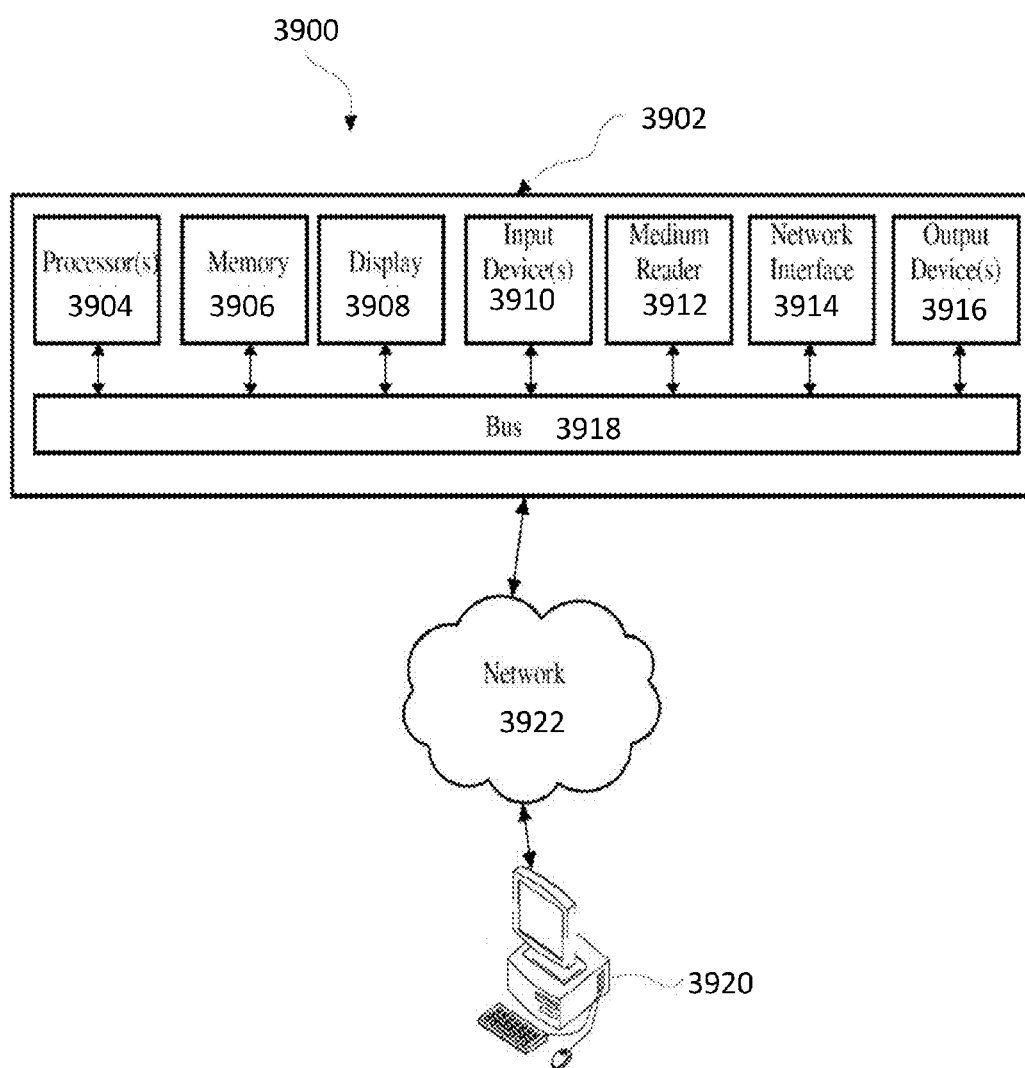 3900
3902
Processor(s)
3904
Memory
3906
Display
3908
Input
Device(s)
3910
Medium
Reader
3912
Network
Interface
3914
Output
Device(s)
3916
Bus 3918
Network
3922
3920